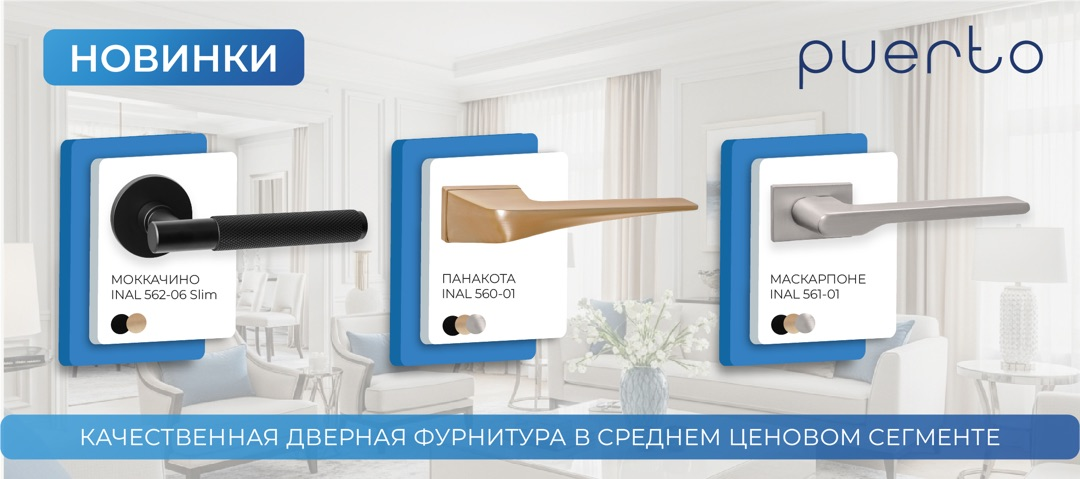 НОВИНКИ
puerto
МОККАЧИНО
INAL 562-06 Slim
ПАНАКОТА
INAL 560-01
МАСКАРПОНЕ
INAL 561-01
КАЧЕСТВЕННАЯ ДВЕРНАЯ ФУРНИТУРА В СРЕДНЕМ ЦЕНОВОМ СЕГМЕНТЕ